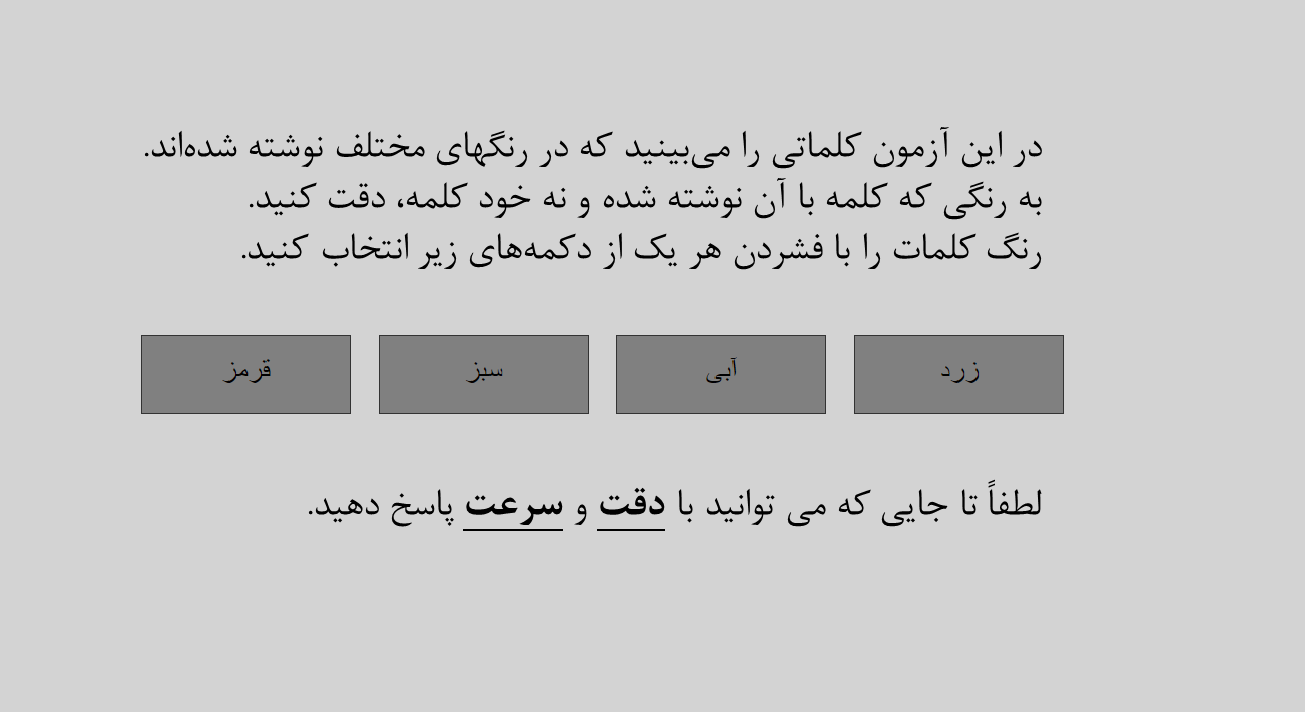 در این آزمون کلماتی را می‌بینید که در رنگهای مختلف نوشته شده‌اند.
به رنگی که کلمه با آن نوشته شده و نه خود کلمه، دقت کنید.
رنگ کلمات را با فشردن هر یک از دکمه‌های زیر انتخاب کنید.
زرد آبی سبز قرمز
لطفاً تا جایی که می توانید با دقت و سرعت پاسخ دهید.